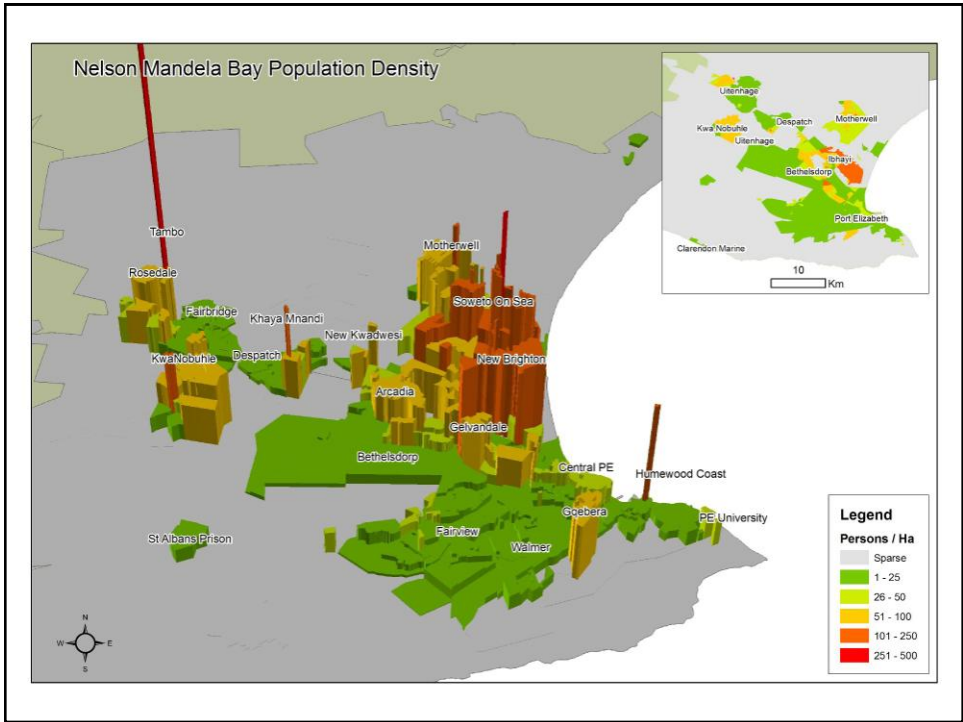 Nelson Mandela Bay Population Density
Uitenhage
Despatch
Motherwell
Kwa Nobuhle
Uitenhage
Ibhayi
Bethelsdorp
Port Elizabeth
Clarendon Marine
10
Km
Tambo
Motherwell
Rosedale
Soweto On Sea
Fairbridge
Khaya Mnandi
New Kwadwesi
KwaNobuhle
Despatch
New Brighton
Arcadia
Gelvandale
Bethelsdorp
Central PE
Humewood Coast
Gqebera
PE University
St Albans Prison
Fairview
Walmer
Legend
Persons / Ha
Sparse
1 - 25
26 - 50
51 - 100
101 - 250
251 - 500
N
W
E
S